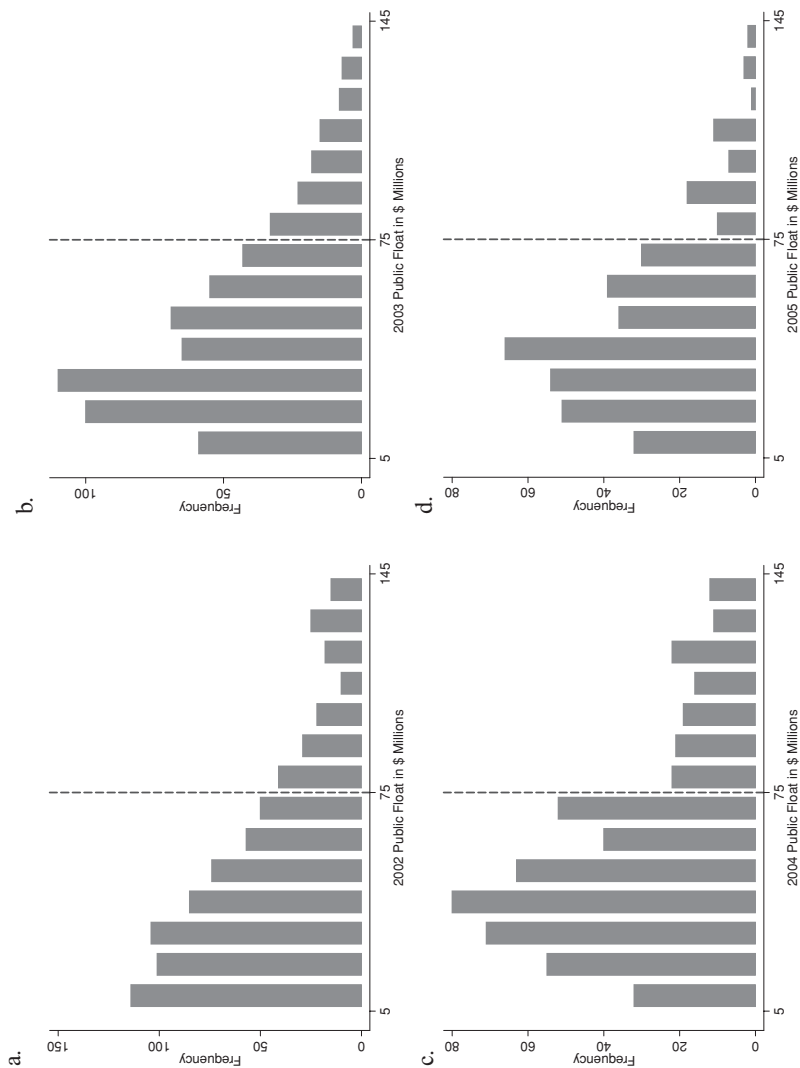 a.
Frequency
150
100
50
0
5
75
145
2002 Public Float in $ Millions
b.
Frequency
100
50
0
5
75
145
2003 Public Float in $ Millions
c.
Frequency
80
60
40
20
0
5
75
145
2004 Public Float in $ Millions
d.
Frequency
80
60
40
20
0
5
75
145
2005 Public Float in $ Millions